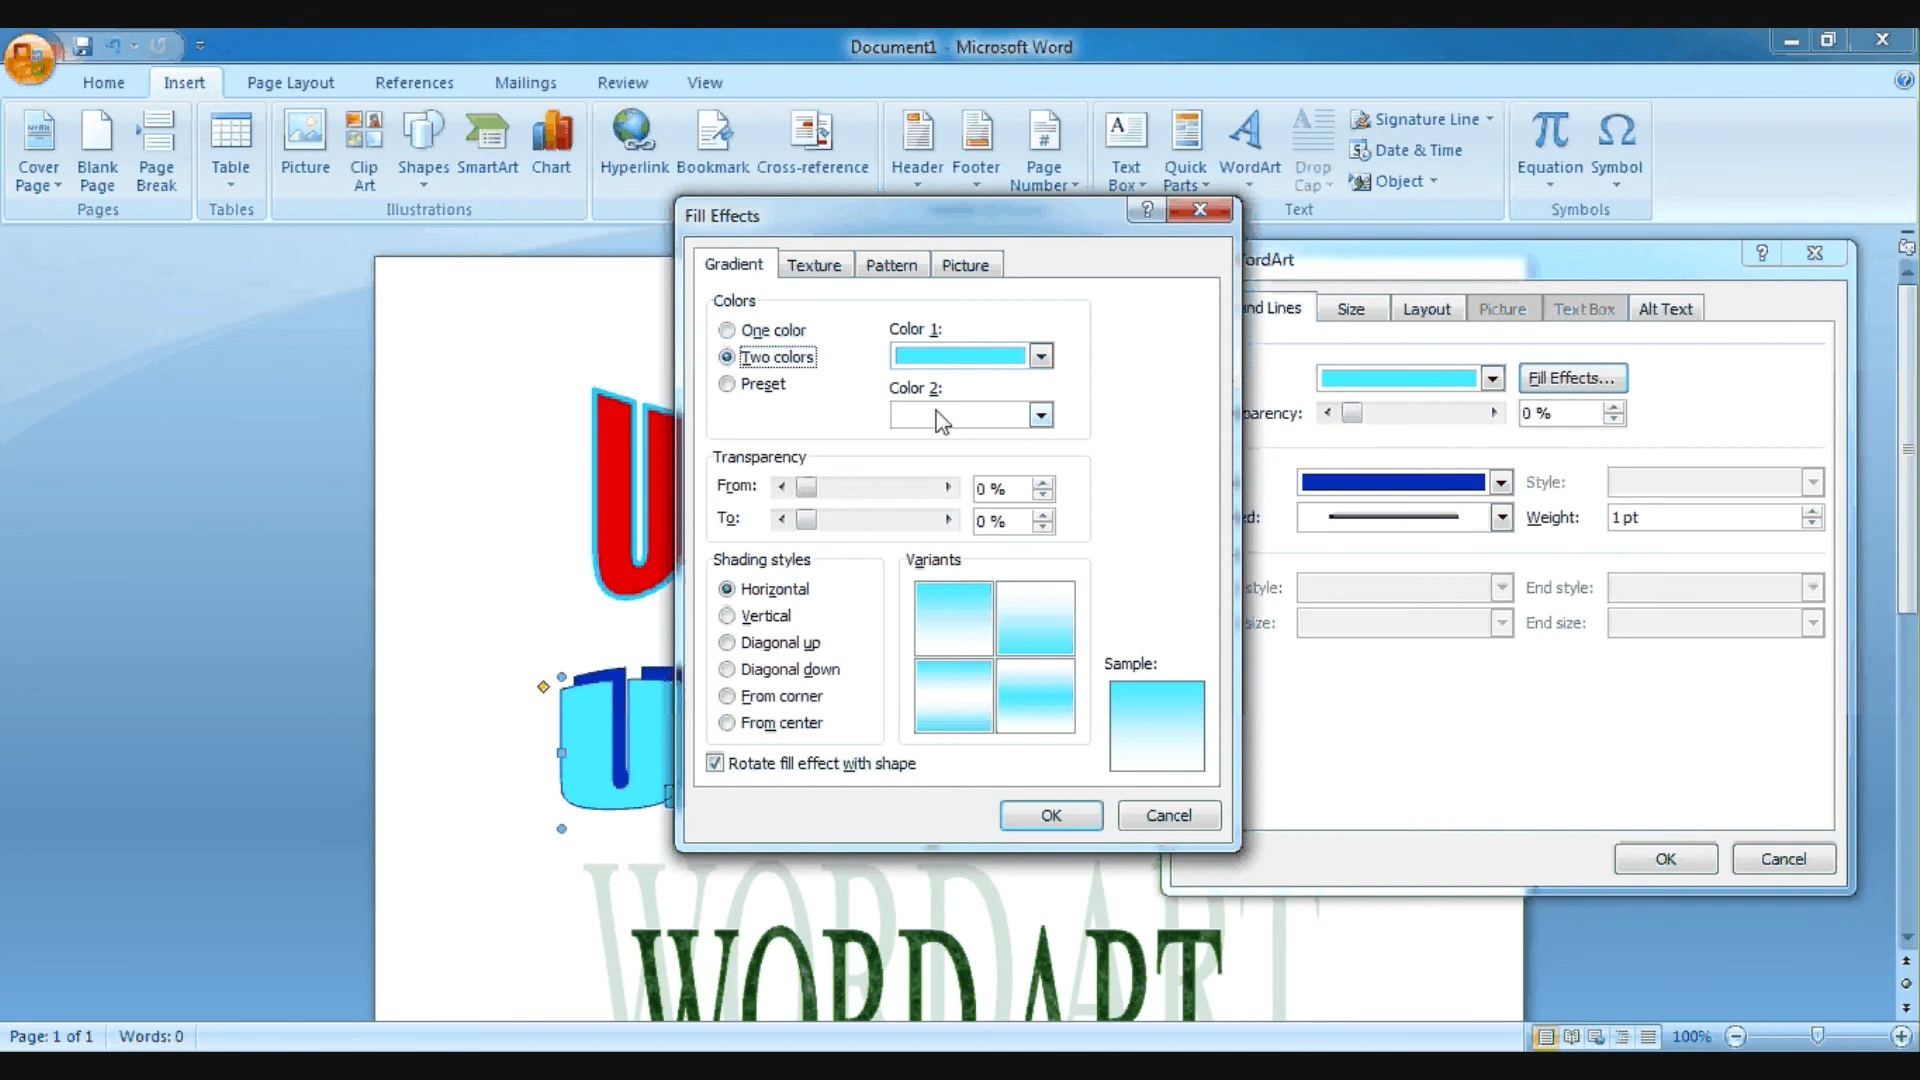 Document1 - Microsoft Word
Home Insert Page Layout References Mailings Review View
Cover Page
Blank Page
Page Break
Pages
Table
Tables
Picture
Clip Art
Shapes
SmartArt
Chart
Illustrations
Hyperlink
Bookmark
Cross-reference
Header
Footer
Page Number
Text Box
Quick Parts
WordArt
Drop Cap
Signature Line
Date & Time
Object
Text
Equation
Symbol
Symbols
Fill Effects
Gradient Texture Pattern Picture
Colors
One color
Two colors
Preset
Color 1:
Color 2:
Transparency
From: 0 %
To: 0 %
Shading styles
Horizontal
Vertical
Diagonal up
Diagonal down
From corner
From center
Variants
Sample:
Rotate fill effect with shape
OK Cancel
ordArt
nd Lines Size Layout Picture Text Box Alt Text
Fill Effects...
parency: 0 %
Style:
ed: Weight: 1 pt
style: End style:
size: End size:
OK Cancel
WORD ART
WORD ART
Page: 1 of 1 Words: 0 100%